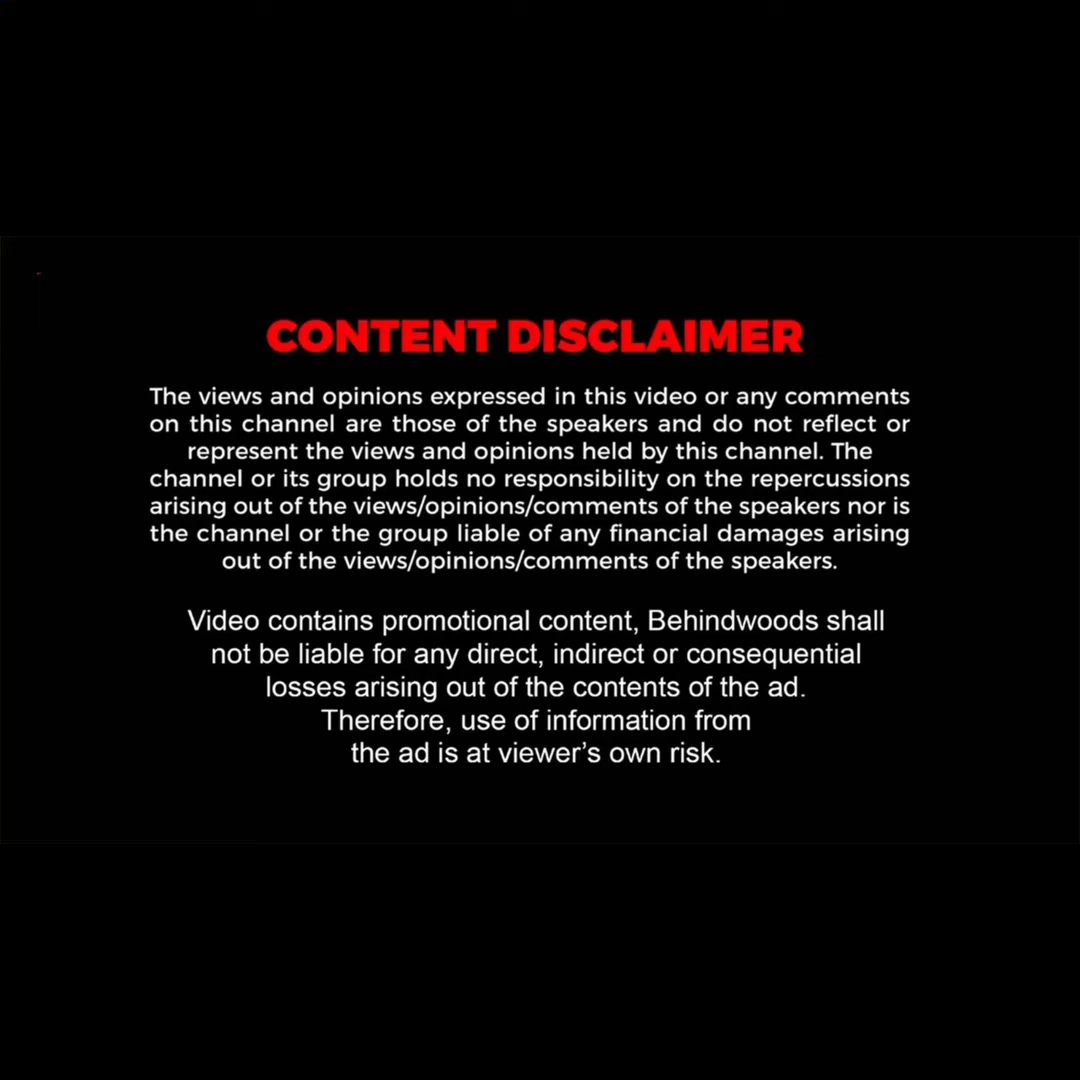 CONTENT DISCLAIMER
The views and opinions expressed in this video or any comments
on this channel are those of the speakers and do not reflect or
represent the views and opinions held by this channel. The
channel or its group holds no responsibility on the repercussions
arising out of the views/opinions/comments of the speakers nor is
the channel or the group liable of any financial damages arising
out of the views/opinions/comments of the speakers.
Video contains promotional content, Behindwoods shall
not be liable for any direct, indirect or consequential
losses arising out of the contents of the ad.
Therefore, use of information from
the ad is at viewer’s own risk.